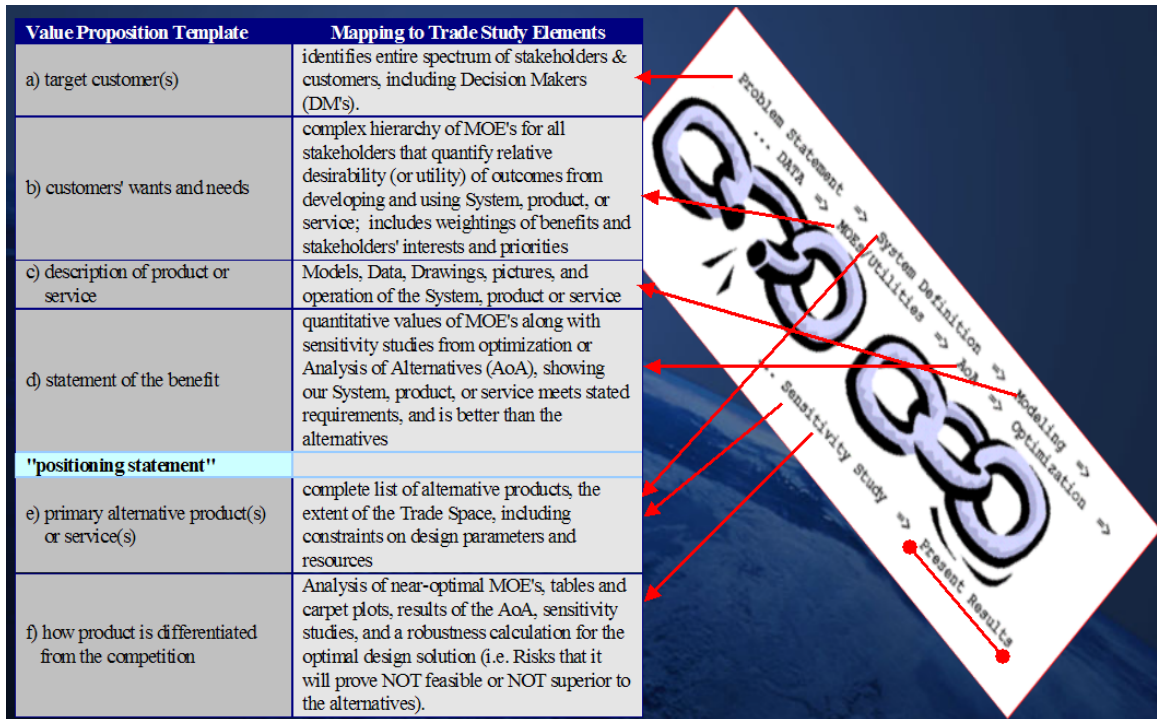 Value Proposition Template
Mapping to Trade Study Elements
a) target customer(s)
identifies entire spectrum of stakeholders &
customers, including Decision Makers
(DM's).
b) customers' wants and needs
complex hierarchy of MOE's for all
stakeholders that quantify relative
desirability (or utility) of outcomes from
developing and using System, product, or
service; includes weightings of benefits and
stakeholders' interests and priorities
c) description of product or
service
Models, Data, Drawings, pictures, and
operation of the System, product or service
d) statement of the benefit
quantitative values of MOE's along with
sensitivity studies from optimization or
Analysis of Alternatives (AoA), showing
our System, product, or service meets stated
requirements, and is better than the
alternatives
"positioning statement"
e) primary alternative product(s)
or service(s)
complete list of alternative products, the
extent of the Trade Space, including
constraints on design parameters and
resources
f) how product is differentiated
from the competition
Analysis of near-optimal MOE's, tables and
carpet plots, results of the AoA, sensitivity
studies, and a robustness calculation for the
optimal design solution (i.e. Risks that it
will prove NOT feasible or NOT superior to
the alternatives).
Problem Statement => System Definition => Modeling =>
... DATA => MOEs/Utilities => AoA => Optimization =>
... Sensitivity Study => Present Results